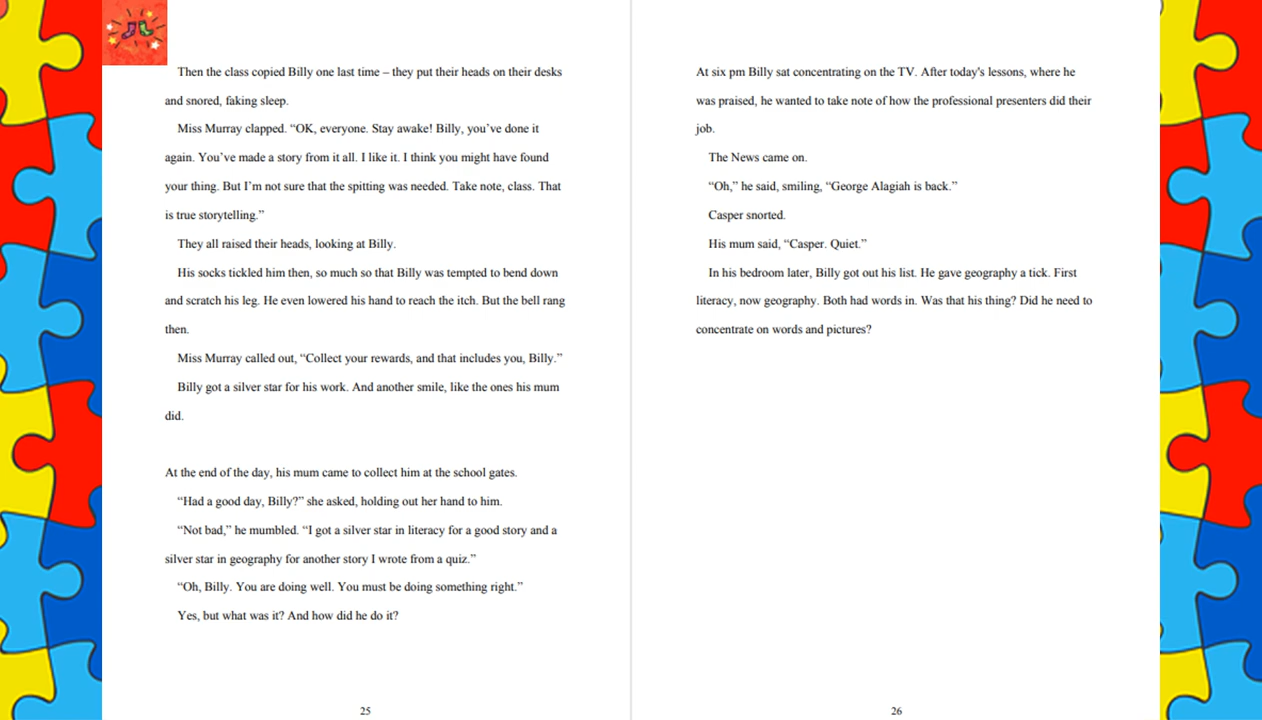 Then the class copied Billy one last time – they put their heads on their desks
and snored, faking sleep.
Miss Murray clapped. “OK, everyone. Stay awake! Billy, you’ve done it
again. You’ve made a story from it all. I like it. I think you might have found
your thing. But I’m not sure that the spitting was needed. Take note, class. That
is true storytelling.”
They all raised their heads, looking at Billy.
His socks tickled him then, so much so that Billy was tempted to bend down
and scratch his leg. He even lowered his hand to reach the itch. But the bell rang
then.
Miss Murray called out, “Collect your rewards, and that includes you, Billy.”
Billy got a silver star for his work. And another smile, like the ones his mum
did.
At the end of the day, his mum came to collect him at the school gates.
“Had a good day, Billy?” she asked, holding out her hand to him.
“Not bad,” he mumbled. “I got a silver star in literacy for a good story and a
silver star in geography for another story I wrote from a quiz.”
“Oh, Billy. You are doing well. You must be doing something right.”
Yes, but what was it? And how did he do it?
25
At six pm Billy sat concentrating on the TV. After today's lessons, where he
was praised, he wanted to take note of how the professional presenters did their
job.
The News came on.
“Oh,” he said, smiling, “George Alagiah is back.”
Casper snorted.
His mum said, “Casper. Quiet.”
In his bedroom later, Billy got out his list. He gave geography a tick. First
literacy, now geography. Both had words in. Was that his thing? Did he need to
concentrate on words and pictures?
26